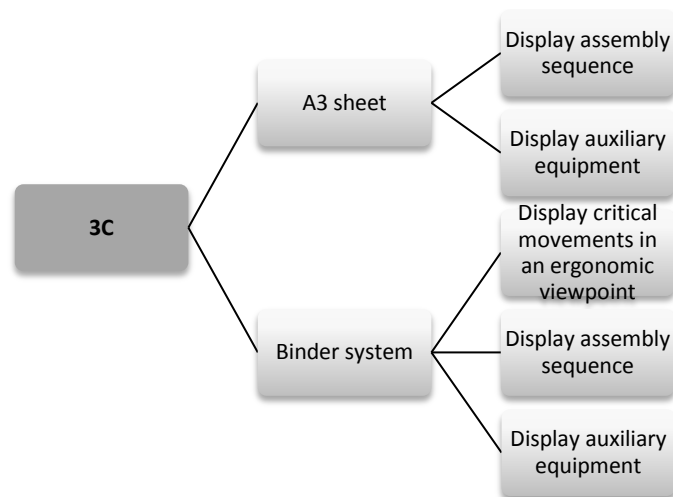 3C
A3 sheet
Display assembly
sequence
Display auxiliary
equipment
Binder system
Display critical
movements in
an ergonomic
viewpoint
Display assembly
sequence
Display auxiliary
equipment